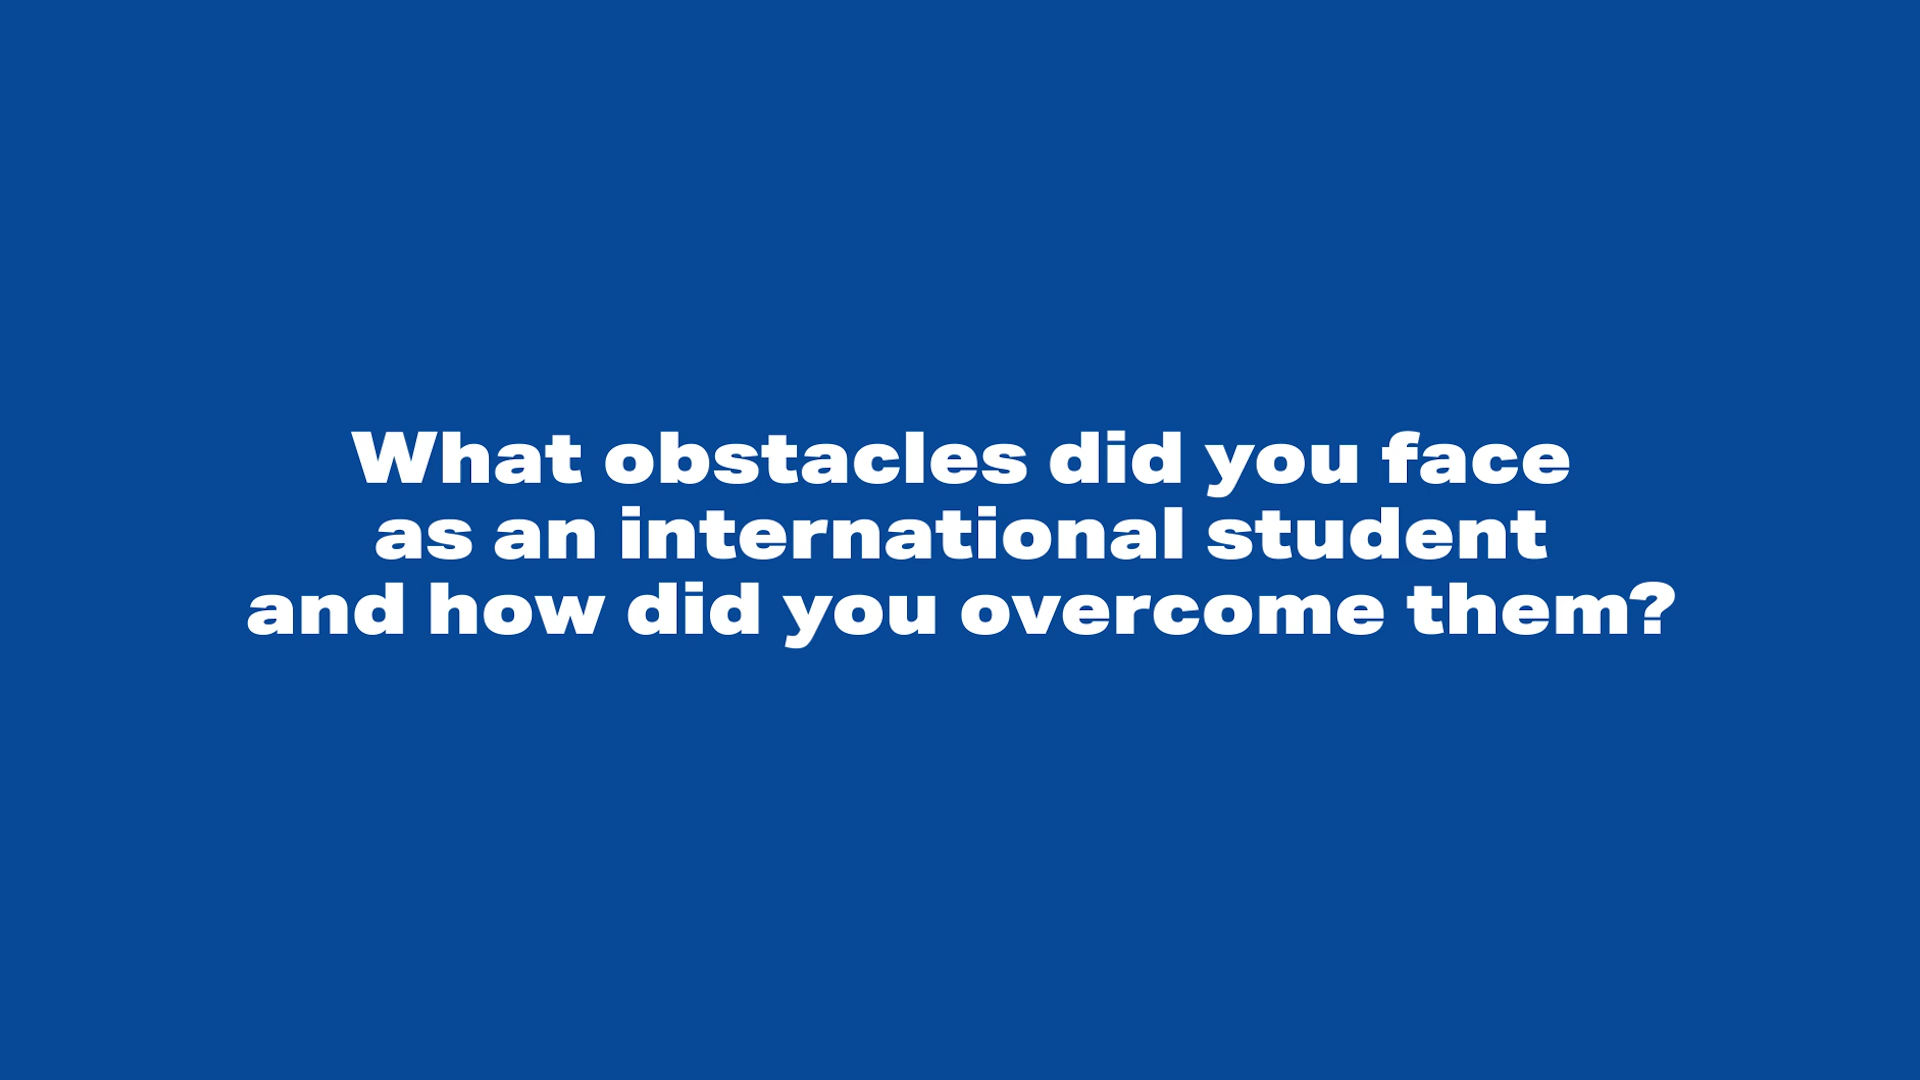 What obstacles did you face
as an international student
and how did you overcome them?